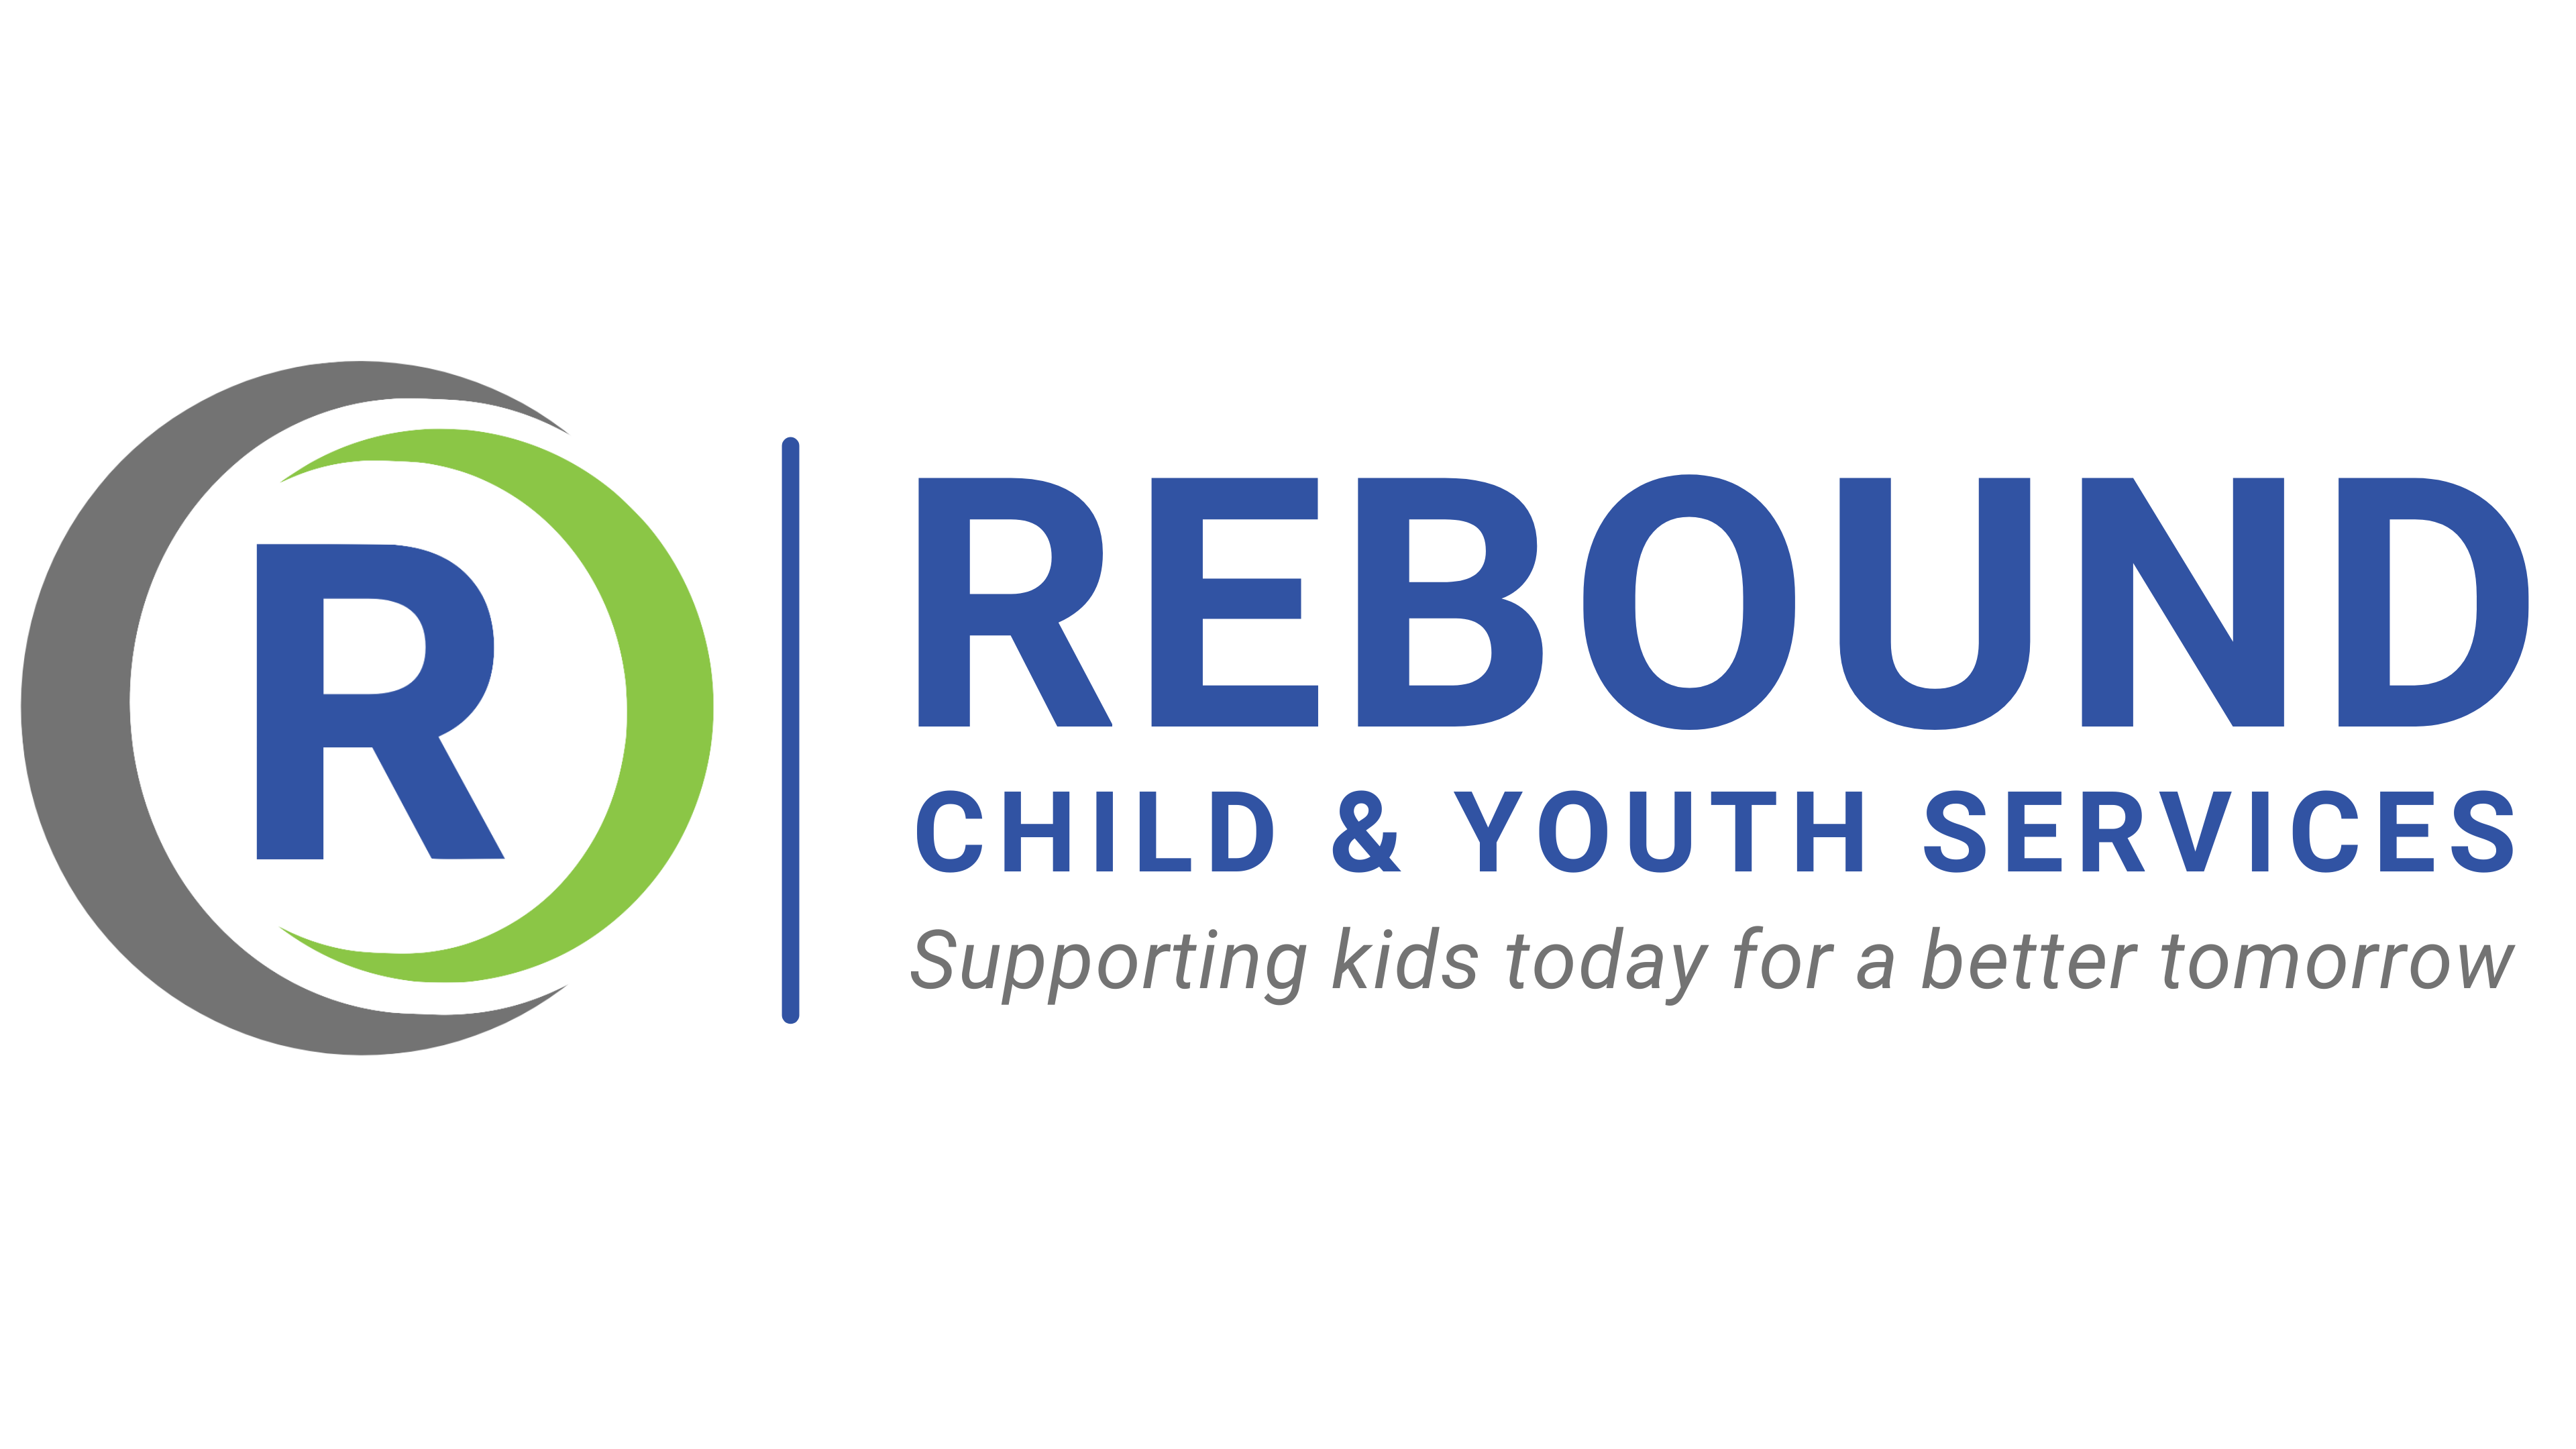 R
REBOUND
CHILD & YOUTH SERVICES
Supporting kids today for a better tomorrow